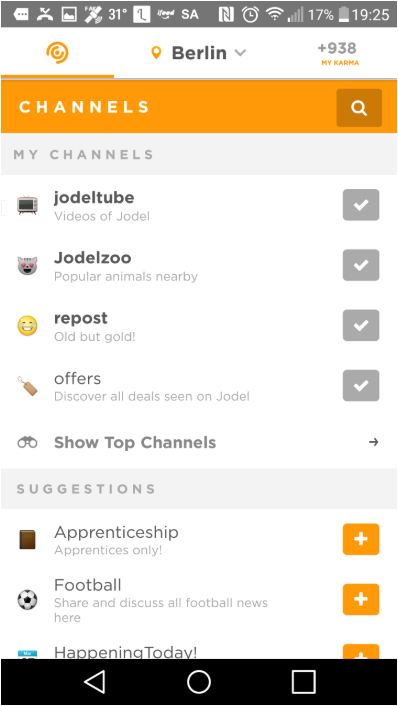 31° ifood SA 17% 19:25
Berlin
+938
MY KARMA
CHANNELS
MY CHANNELS
jodeltube
Videos of Jodel
Jodelzoo
Popular animals nearby
repost
Old but gold!
offers
Discover all deals seen on Jodel
Show Top Channels
SUGGESTIONS
Apprenticeship
Apprentices only!
Football
Share and discuss all football news
here
HappeningToday!